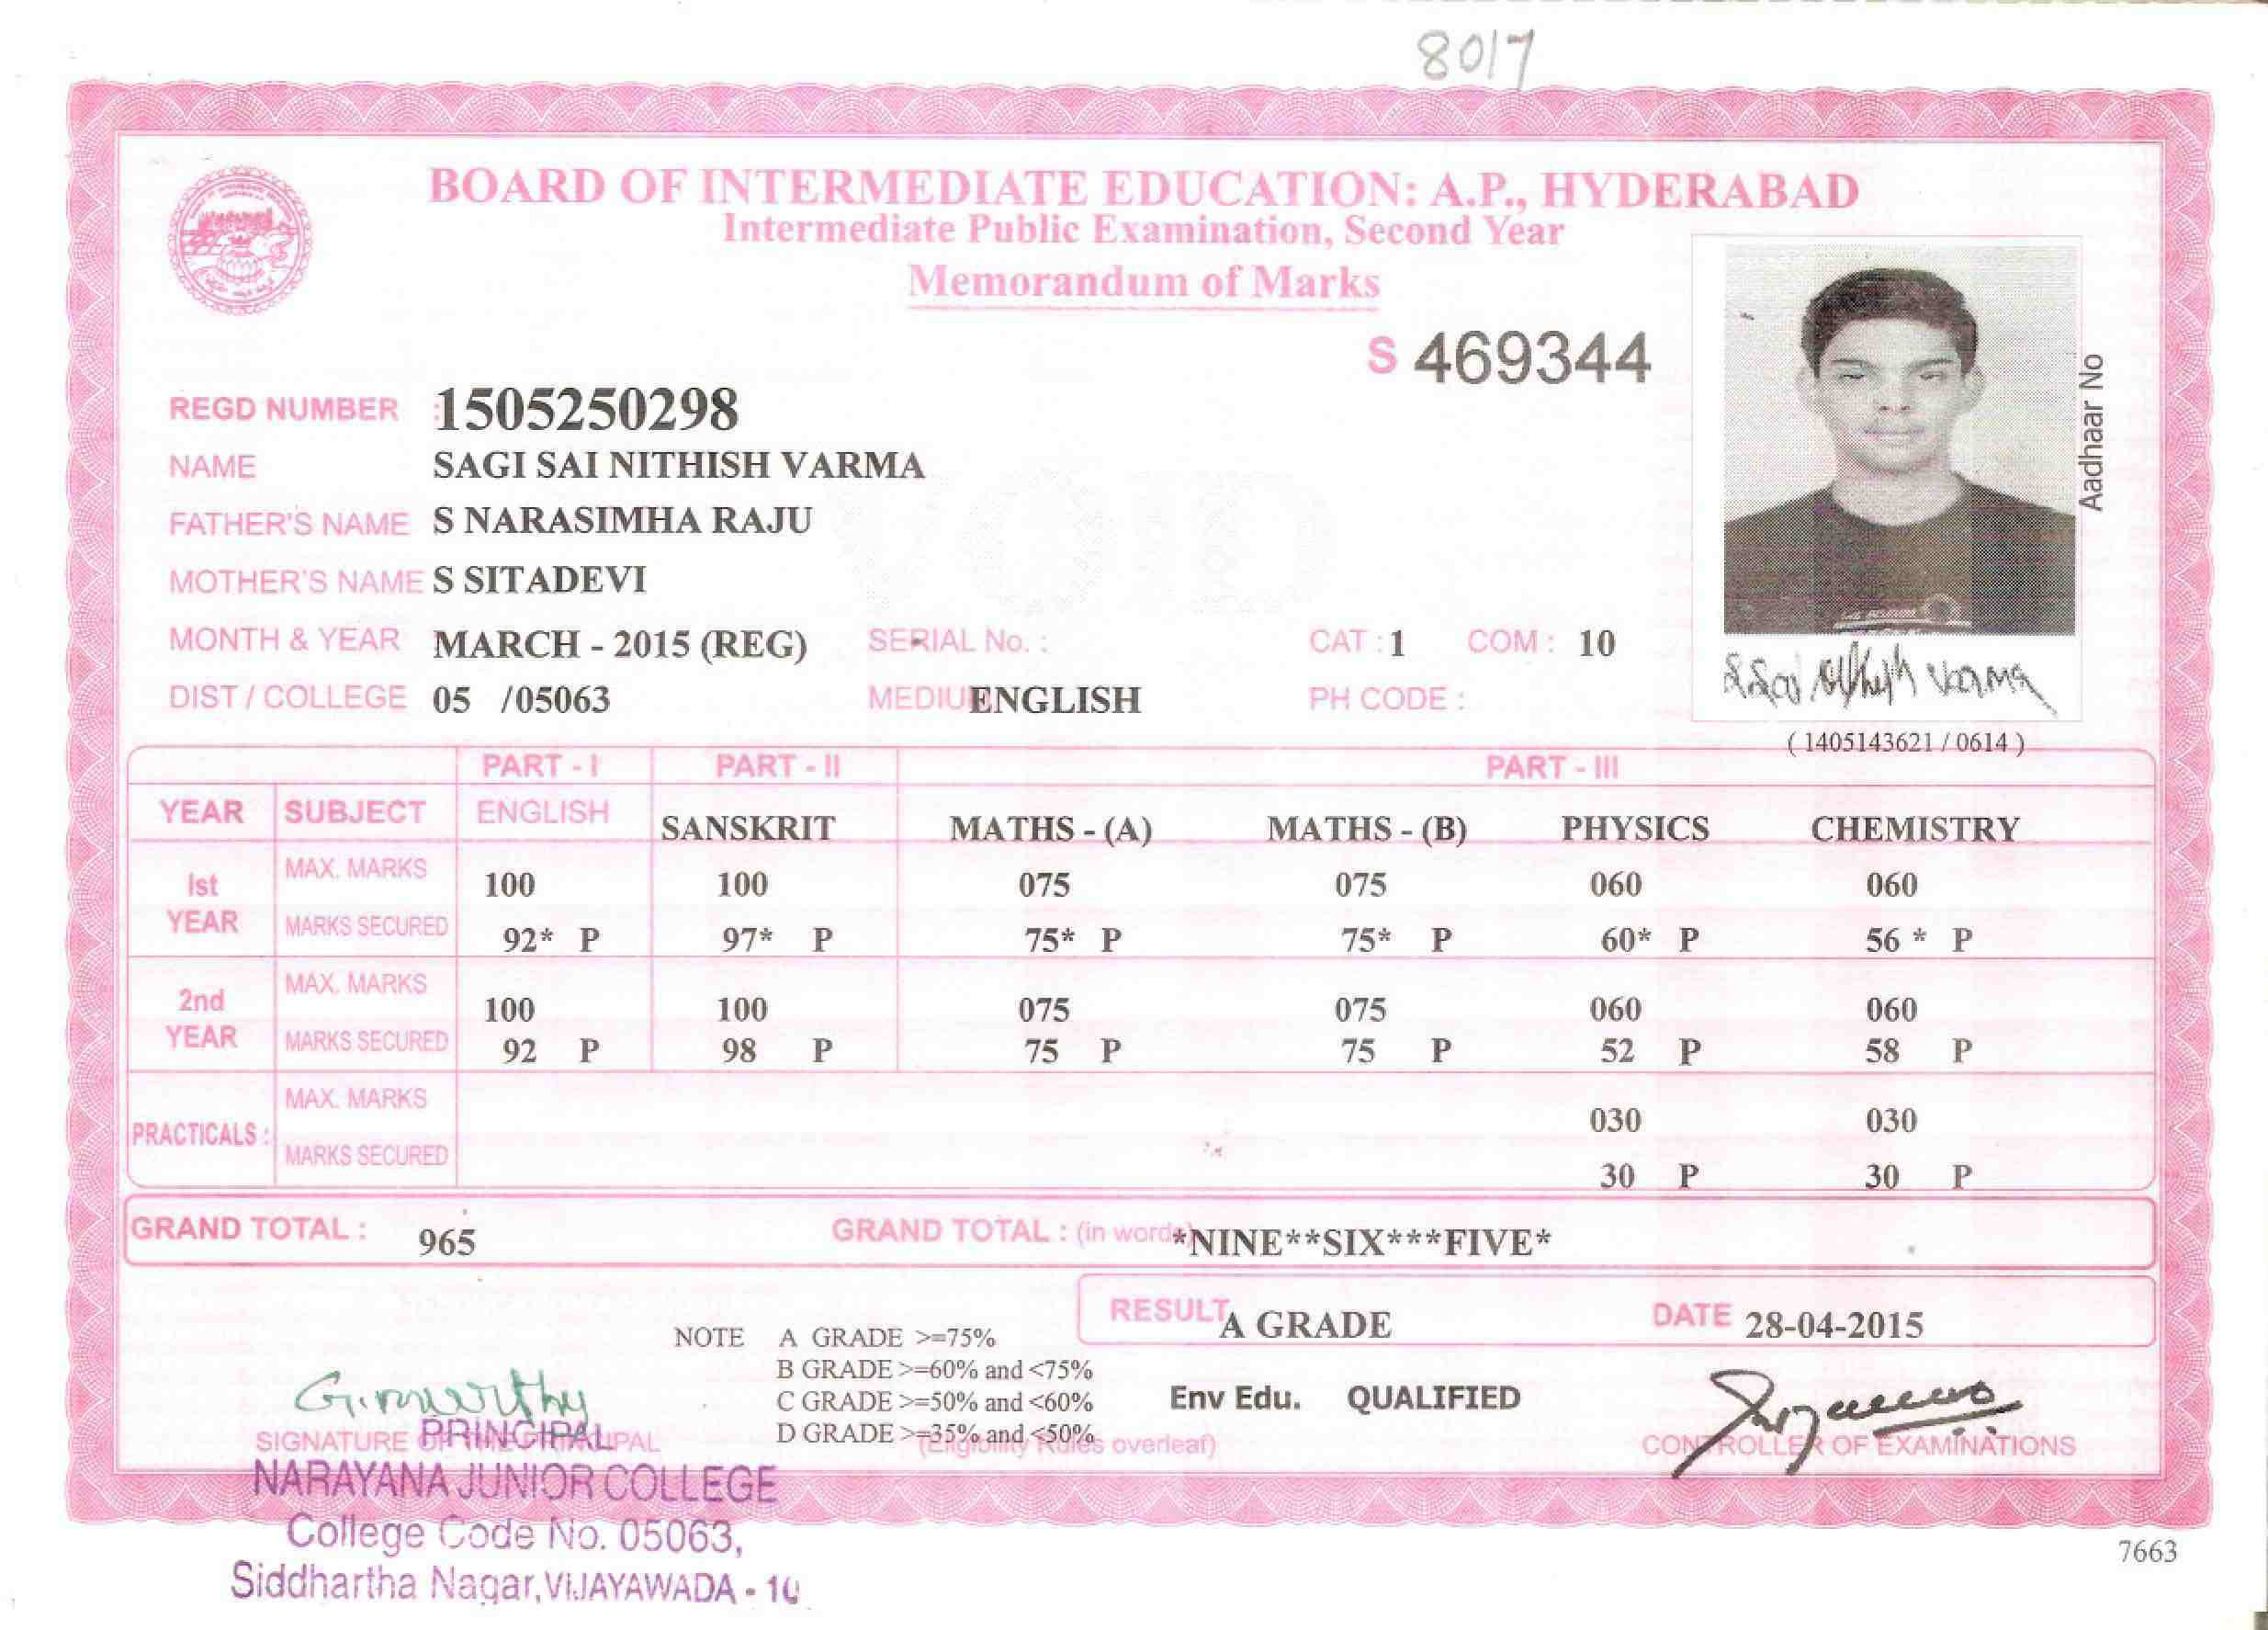 8017
BOARD OF INTERMEDIATE EDUCATION: A.P., HYDERABAD
Intermediate Public Examination, Second Year
Memorandum of Marks
S 469344
Aadhaar No
REGD NUMBER : 1505250298
NAME SAGI SAI NITHISH VARMA
FATHER'S NAME S NARASIMHA RAJU
MOTHER'S NAME S SITADEVI
MONTH & YEAR MARCH - 2015 (REG) SERIAL No. : CAT : 1 COM : 10
DIST / COLLEGE 05 /05063 MEDIUM ENGLISH PH CODE :
S Sai Nithish Varma
( 1405143621 / 0614 )
PART - I PART - II PART - III
YEAR SUBJECT ENGLISH SANSKRIT MATHS - (A) MATHS - (B) PHYSICS CHEMISTRY
Ist YEAR MAX. MARKS 100 100 075 075 060 060
MARKS SECURED 92* P 97* P 75* P 75* P 60* P 56 * P
2nd YEAR MAX. MARKS 100 100 075 075 060 060
MARKS SECURED 92 P 98 P 75 P 75 P 52 P 58 P
PRACTICALS : MAX. MARKS 030 030
MARKS SECURED 30 P 30 P
GRAND TOTAL : 965 GRAND TOTAL : (in words) *NINE**SIX***FIVE*
RESULT A GRADE DATE 28-04-2015
NOTE A GRADE >=75%
B GRADE >=60% and <75%
C GRADE >=50% and <60%
D GRADE >=35% and <50%
(Eligibility Rules overleaf)
Env Edu. QUALIFIED
SIGNATURE OF THE PRINCIPAL
CONTROLLER OF EXAMINATIONS
PRINCIPAL
NARAYANA JUNIOR COLLEGE
College Code No. 05063,
Siddhartha Nagar, VIJAYAWADA - 10
7663